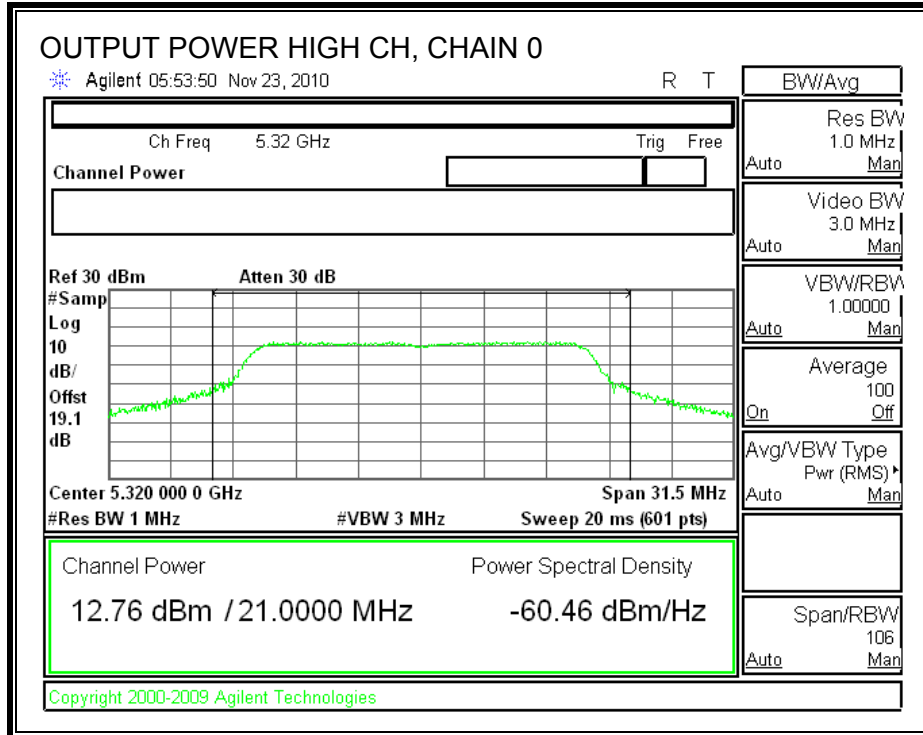 OUTPUT POWER HIGH CH, CHAIN 0
Agilent 05:53:50 Nov 23, 2010 R T
Ch Freq 5.32 GHz Trig Free
Channel Power
Ref 30 dBm Atten 30 dB
#Samp
Log
10
dB/
Offst
19.1
dB
Center 5.320 000 0 GHz Span 31.5 MHz
#Res BW 1 MHz #VBW 3 MHz Sweep 20 ms (601 pts)
Channel Power Power Spectral Density
12.76 dBm / 21.0000 MHz -60.46 dBm/Hz
Copyright 2000-2009 Agilent Technologies
BW/Avg
Res BW
1.0 MHz
Auto Man
Video BW
3.0 MHz
Auto Man
VBW/RBW
1.00000
Auto Man
Average
100
On Off
Avg/VBW Type
Pwr (RMS)
Auto Man
Span/RBW
106
Auto Man